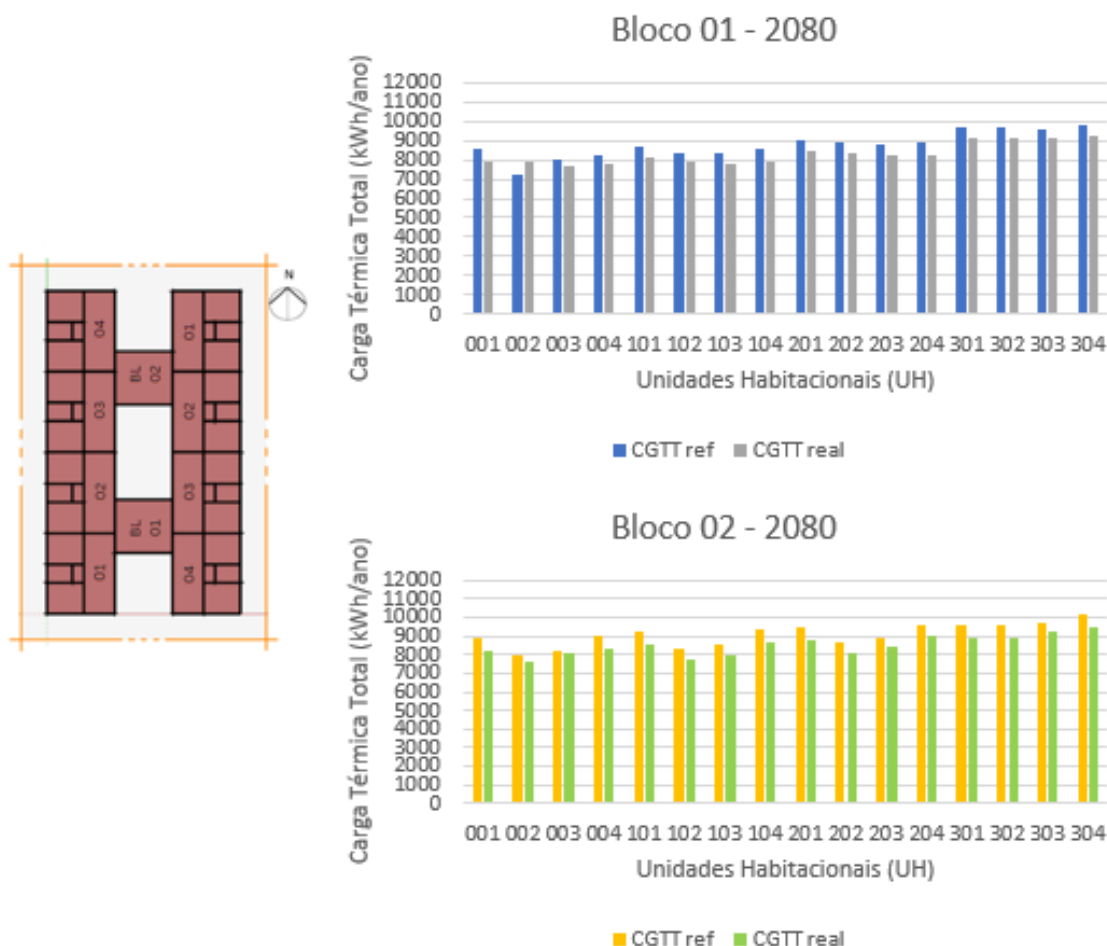 Bloco 01 - 2080
Carga Térmica Total (kWh/ano)
12000
11000
10000
9000
8000
7000
6000
5000
4000
3000
2000
1000
0
001 002 003 004 101 102 103 104 201 202 203 204 301 302 303 304
Unidades Habitacionais (UH)
CGTT ref CGTT real
N
04
01
BL
02
03
02
02
03
BL
01
01
04
Bloco 02 - 2080
Carga Térmica Total (kWh/ano)
12000
11000
10000
9000
8000
7000
6000
5000
4000
3000
2000
1000
0
001 002 003 004 101 102 103 104 201 202 203 204 301 302 303 304
Unidades Habitacionais (UH)
CGTT ref CGTT real